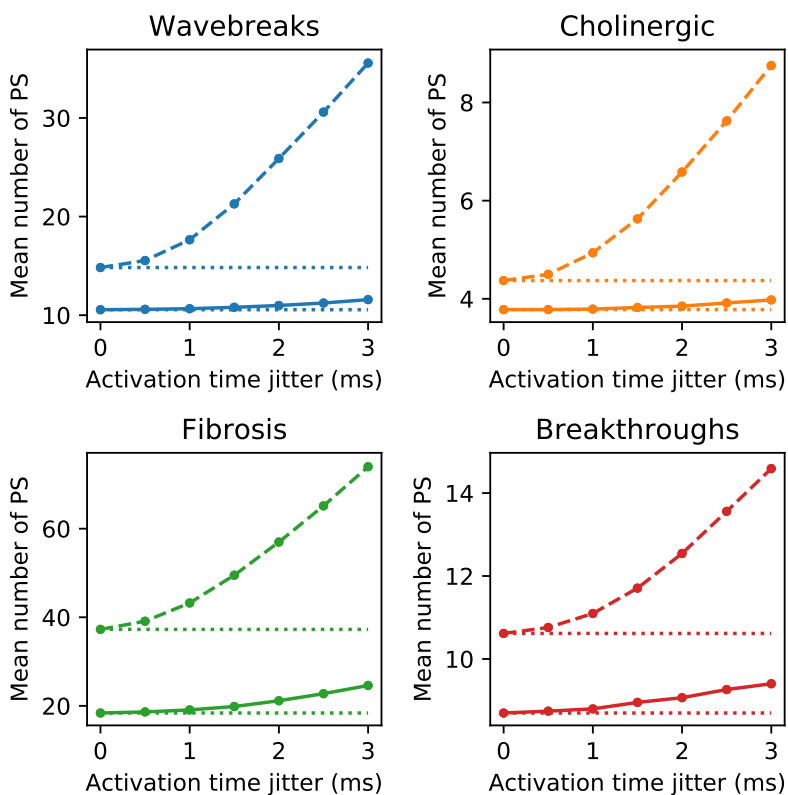 Wavebreaks
Mean number of PS
30
20
10
0 1 2 3
Activation time jitter (ms)
Cholinergic
Mean number of PS
8
6
4
0 1 2 3
Activation time jitter (ms)
Fibrosis
Mean number of PS
60
40
20
0 1 2 3
Activation time jitter (ms)
Breakthroughs
Mean number of PS
14
12
10
0 1 2 3
Activation time jitter (ms)